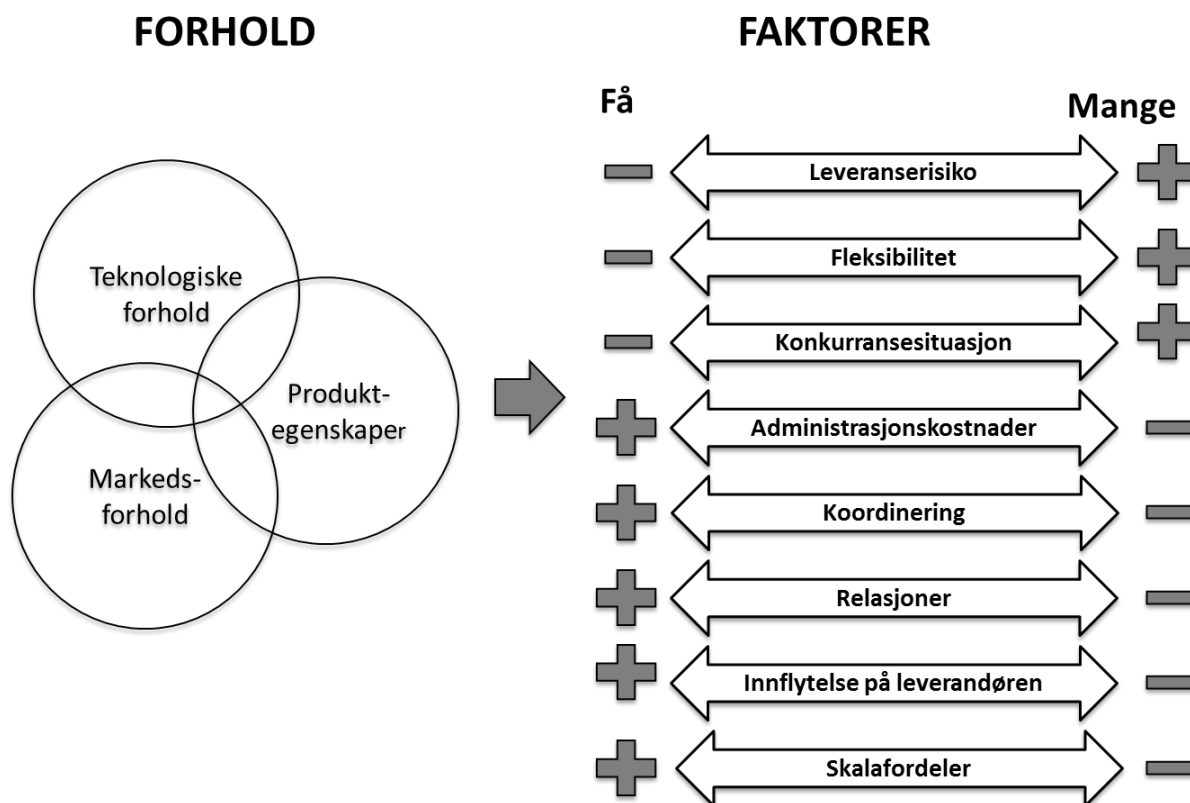 FORHOLD
FAKTORER
Få
Mange
Teknologiske
forhold
Produkt-
egenskaper
Markeds-
forhold
Leveranserisiko
Fleksibilitet
Konkurransesituasjon
Administrasjonskostnader
Koordinering
Relasjoner
Innflytelse på leverandøren
Skalafordeler